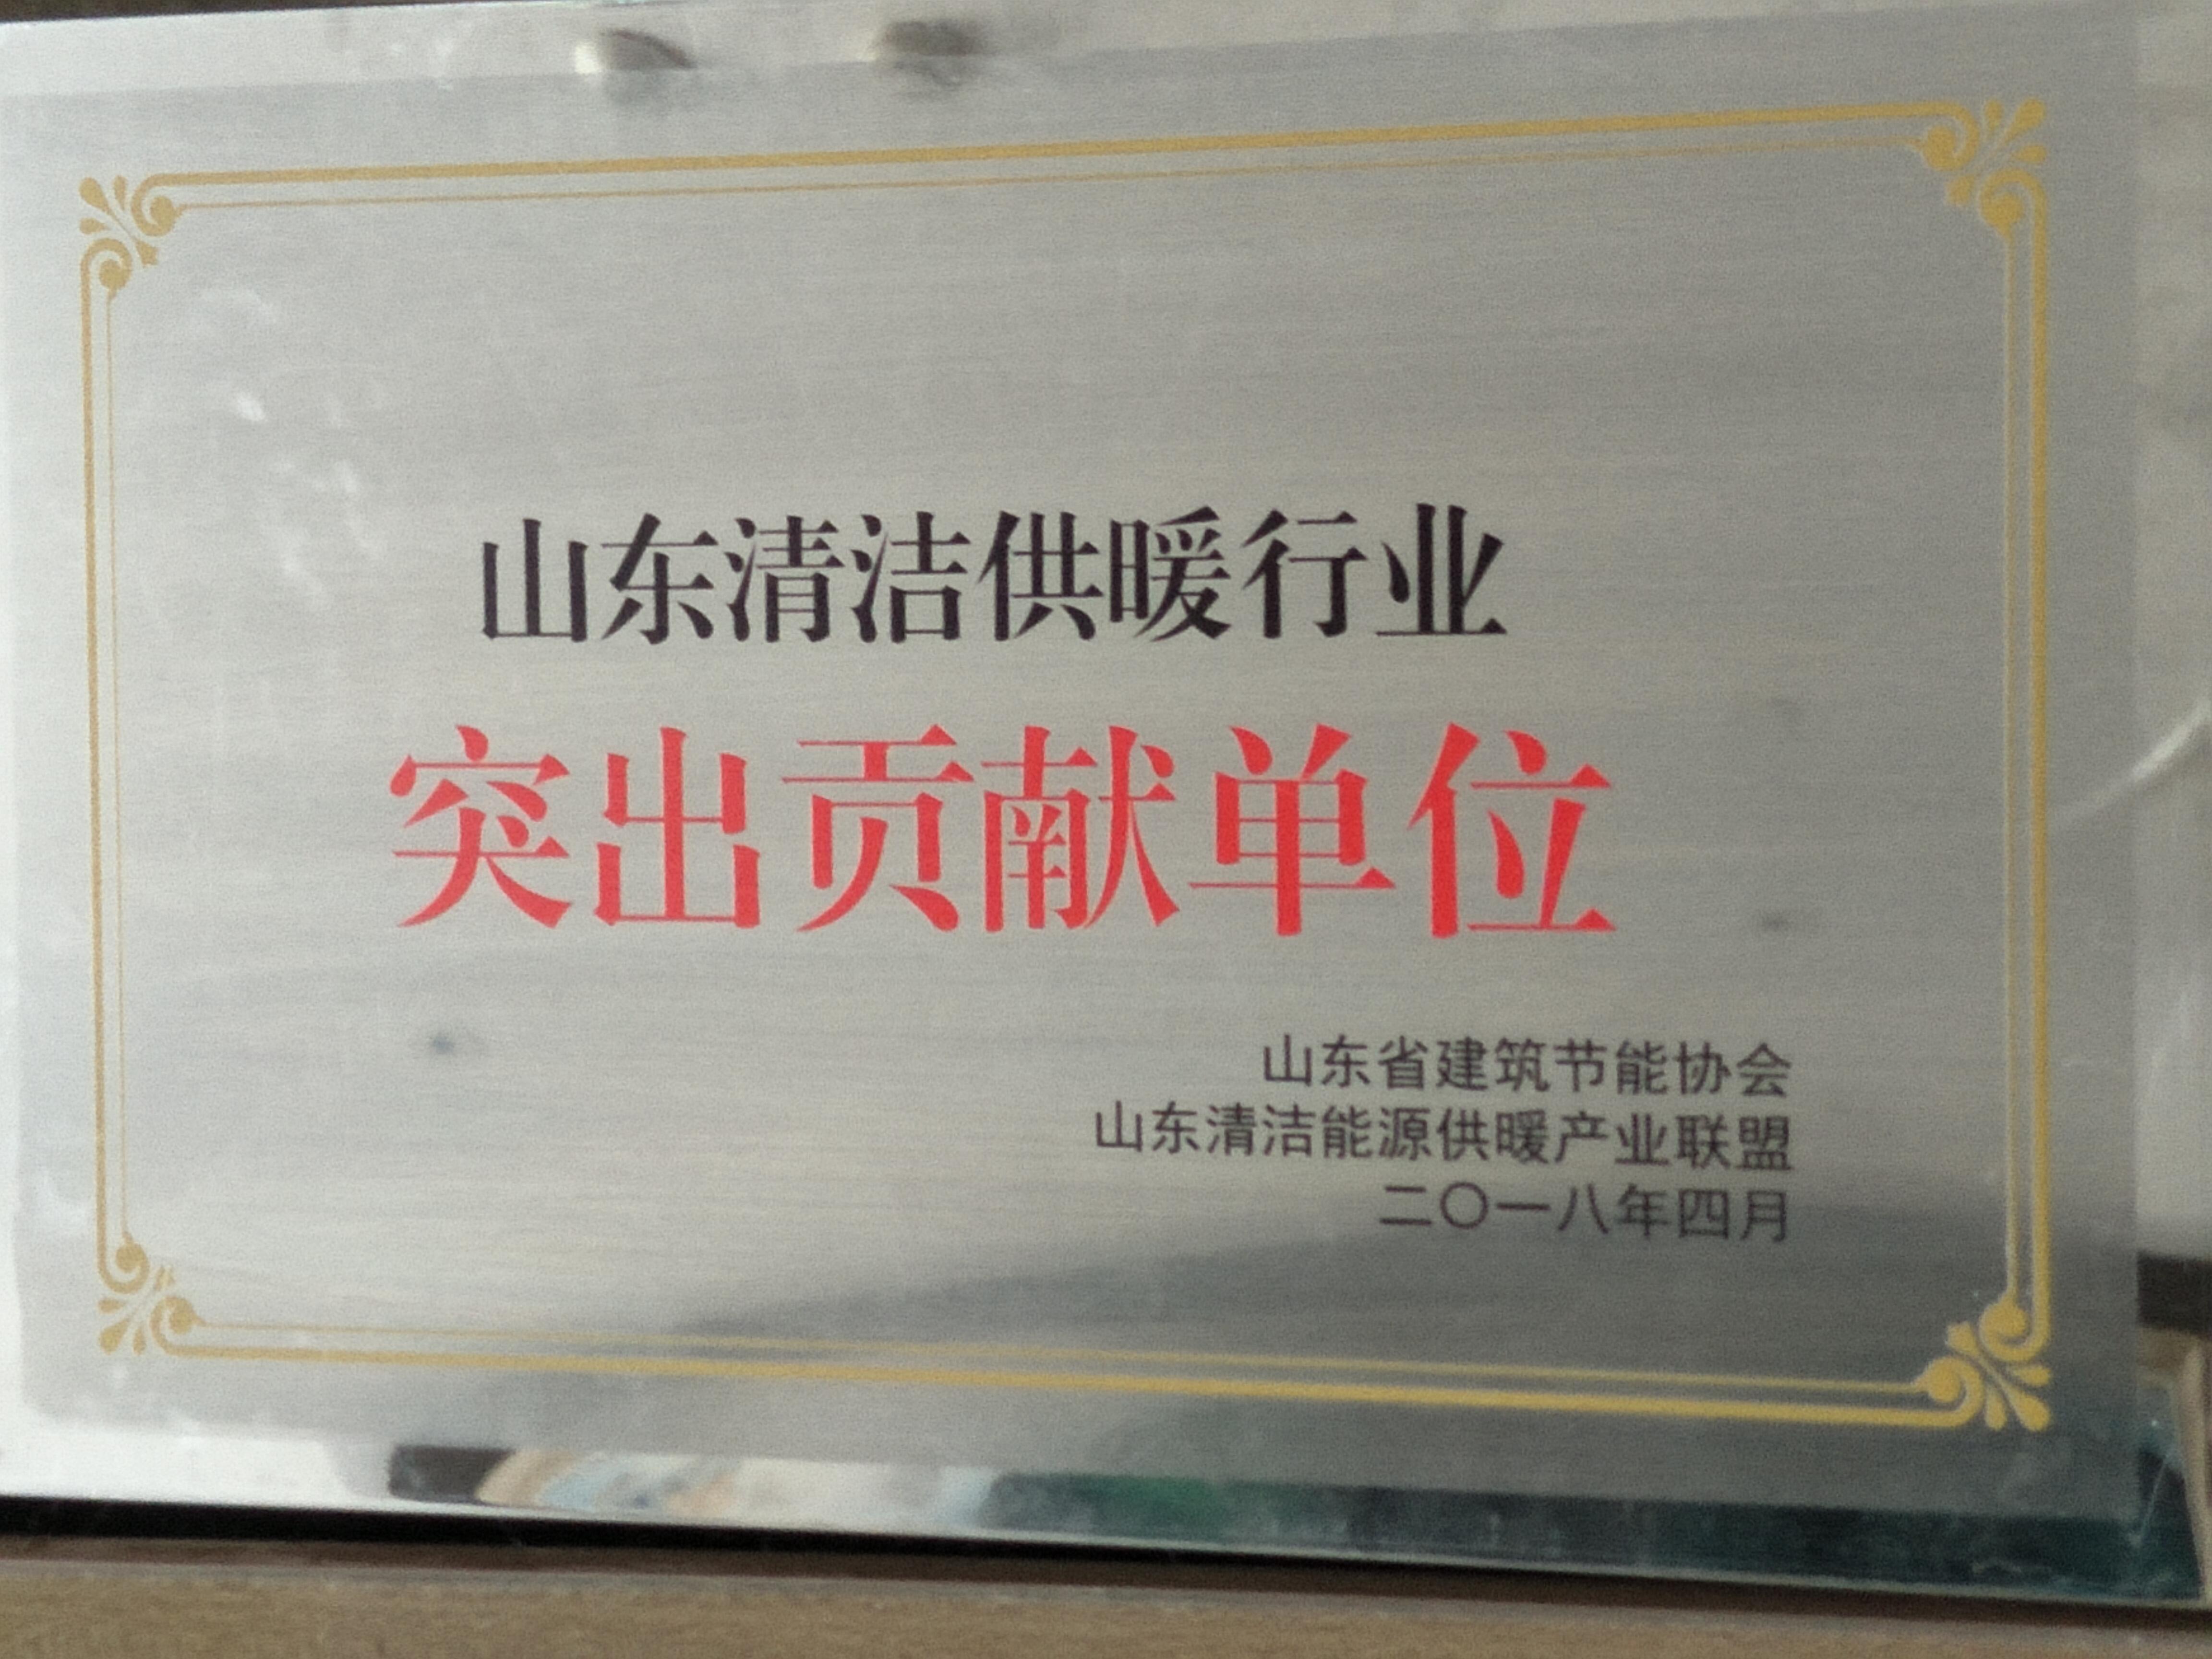 山东清洁供暖行业
突出贡献单位
山东省建筑节能协会
山东清洁能源供暖产业联盟
二〇一八年四月